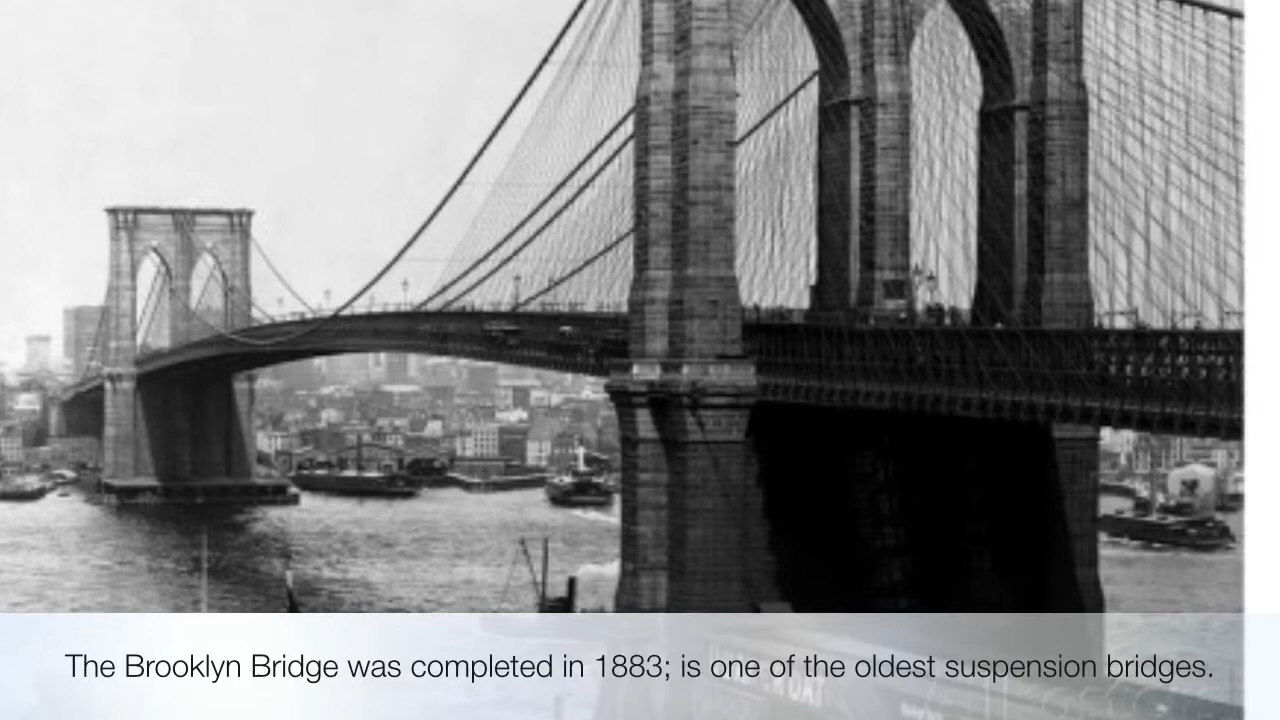 The Brooklyn Bridge was completed in 1883; is one of the oldest suspension bridges.